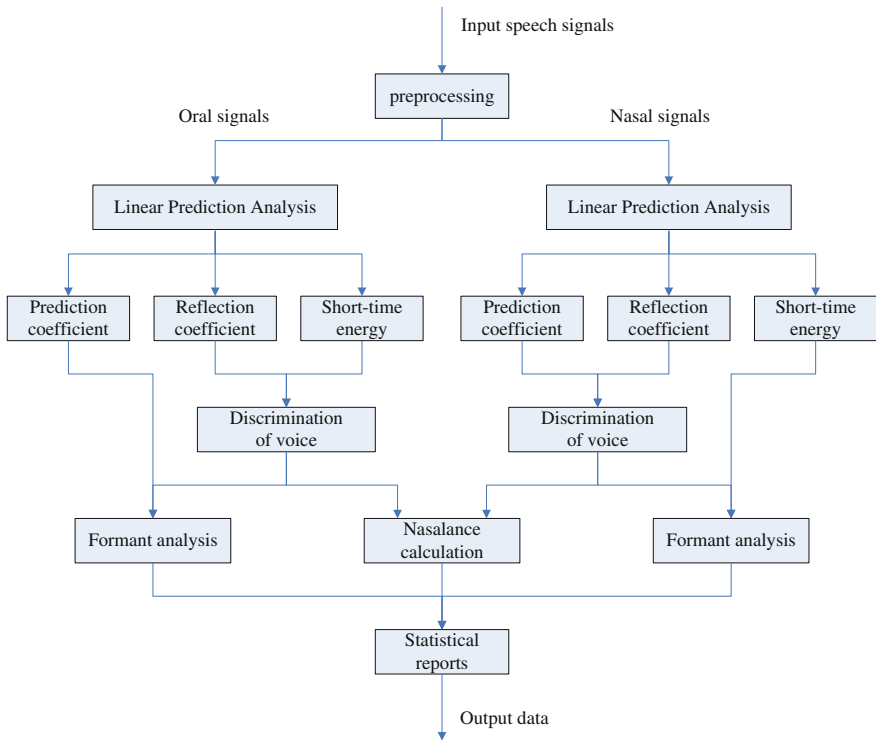 Input speech signals
preprocessing
Oral signals
Nasal signals
Linear Prediction Analysis
Linear Prediction Analysis
Prediction
coefficient
Reflection
coefficient
Short-time
energy
Prediction
coefficient
Reflection
coefficient
Short-time
energy
Discrimination
of voice
Discrimination
of voice
Formant analysis
Nasalance
calculation
Formant analysis
Statistical
reports
Output data